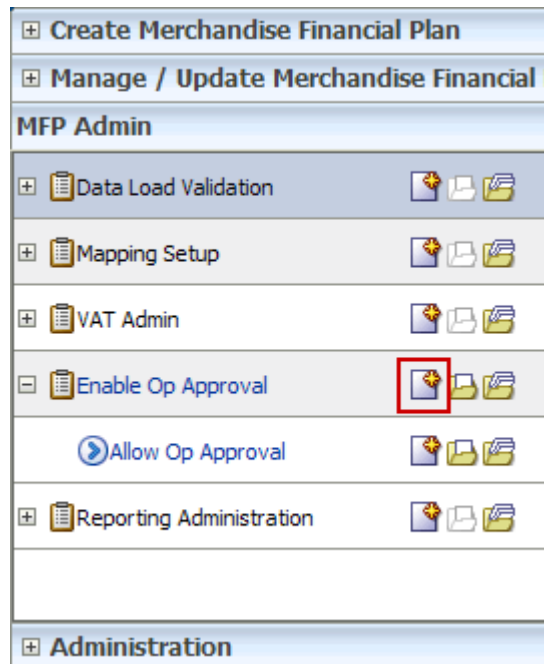 Create Merchandise Financial Plan
Manage / Update Merchandise Financial
MFP Admin
Data Load Validation
Mapping Setup
VAT Admin
Enable Op Approval
Allow Op Approval
Reporting Administration
Administration